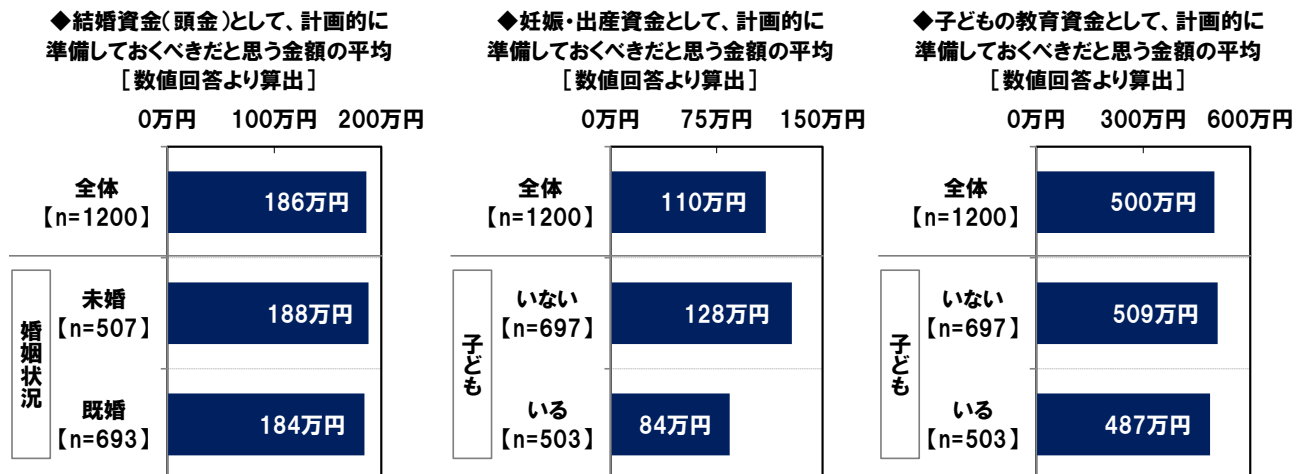 ◆結婚資金(頭金)として、計画的に
準備しておくべきだと思う金額の平均
[数値回答より算出]
0万円 100万円 200万円
全体
【n=1200】
186万円
婚姻状況
未婚
【n=507】
188万円
既婚
【n=693】
184万円
◆妊娠・出産資金として、計画的に
準備しておくべきだと思う金額の平均
[数値回答より算出]
0万円 75万円 150万円
全体
【n=1200】
110万円
子ども
いない
【n=697】
128万円
いる
【n=503】
84万円
◆子どもの教育資金として、計画的に
準備しておくべきだと思う金額の平均
[数値回答より算出]
0万円 300万円 600万円
全体
【n=1200】
500万円
子ども
いない
【n=697】
509万円
いる
【n=503】
487万円